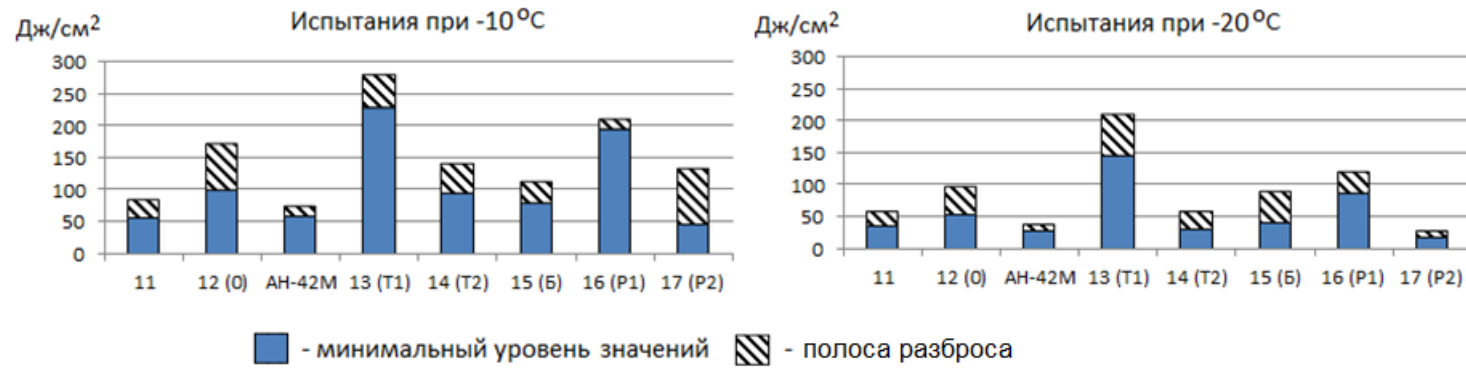 Дж/см²
Испытания при -10 °C
300
250
200
150
100
50
0
11 12 (0) АН-42М 13 (Т1) 14 (Т2) 15 (Б) 16 (Р1) 17 (Р2)
Дж/см²
Испытания при -20 °C
300
250
200
150
100
50
0
11 12 (0) АН-42М 13 (Т1) 14 (Т2) 15 (Б) 16 (Р1) 17 (Р2)
- минимальный уровень значений - полоса разброса